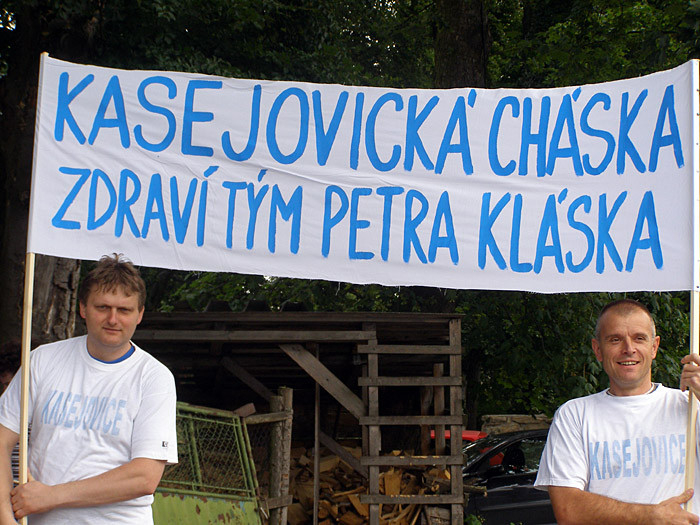 KASEJOVICKÁ CHÁSKA
ZDRAVÍ TÝM PETRA KLÁSKA
KASEJOVICE
KASEJOVICE